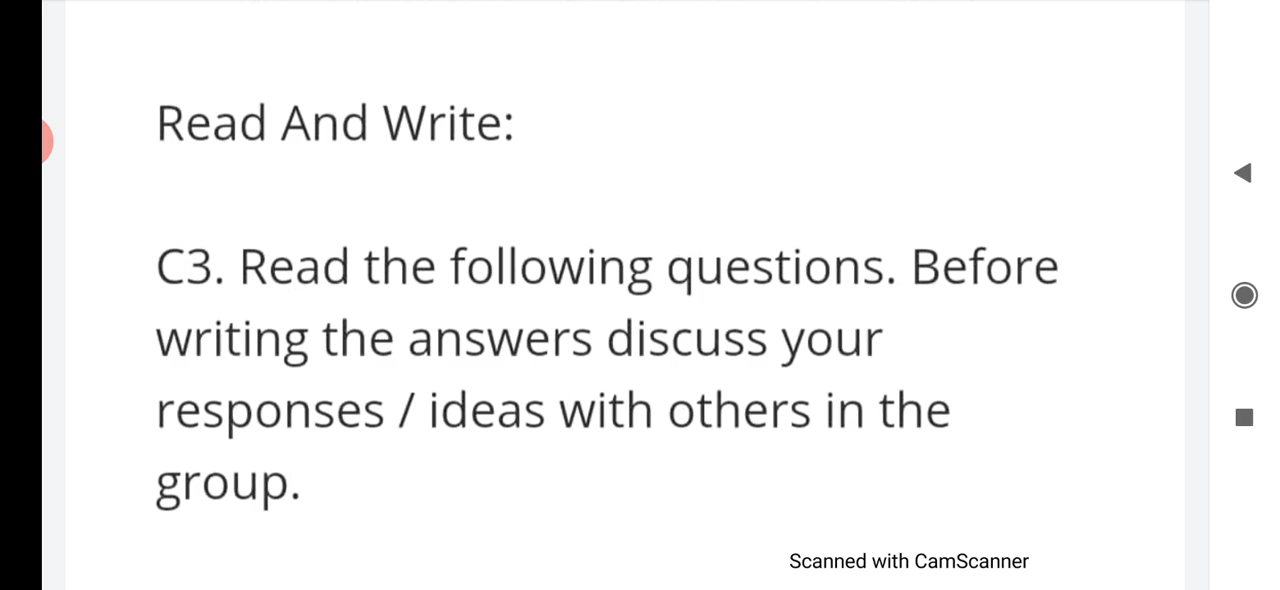 Read And Write:
C3. Read the following questions. Before
writing the answers discuss your
responses / ideas with others in the
group.
Scanned with CamScanner